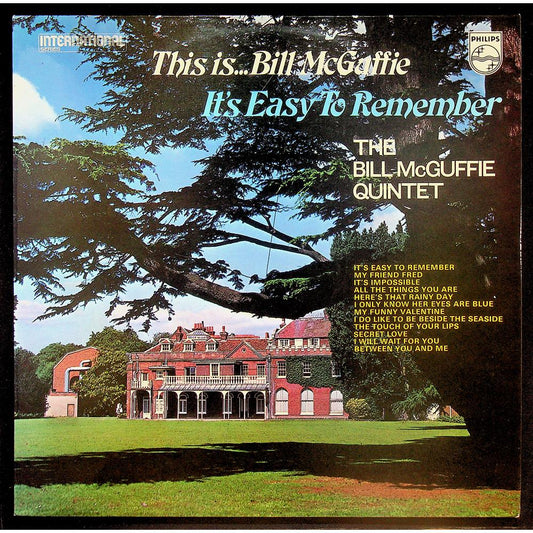 INTERNATIONAL
SERIES
PHILIPS
This is...Bill McGuffie
It's Easy To Remember
THE
BILL McGUFFIE
QUINTET
IT'S EASY TO REMEMBER
MY FRIEND FRED
IT'S IMPOSSIBLE
ALL THE THINGS YOU ARE
HERE'S THAT RAINY DAY
I ONLY KNOW HER EYES ARE BLUE
MY FUNNY VALENTINE
I DO LIKE TO BE BESIDE THE SEASIDE
THE TOUCH OF YOUR LIPS
SECRET LOVE
I WILL WAIT FOR YOU
BETWEEN YOU AND ME